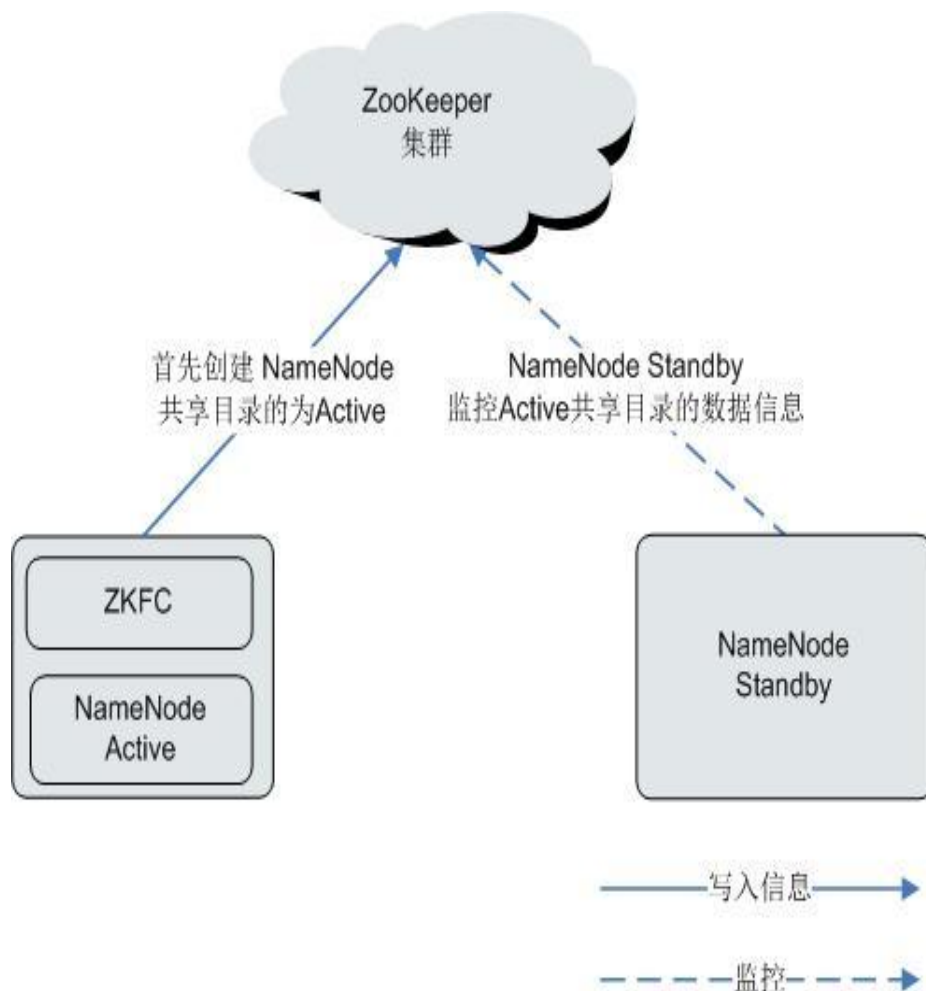 ZooKeeper
集群
首先创建 NameNode
共享目录的为Active
NameNode Standby
监控Active共享目录的数据信息
ZKFC
NameNode
Active
NameNode
Standby
写入信息
监控